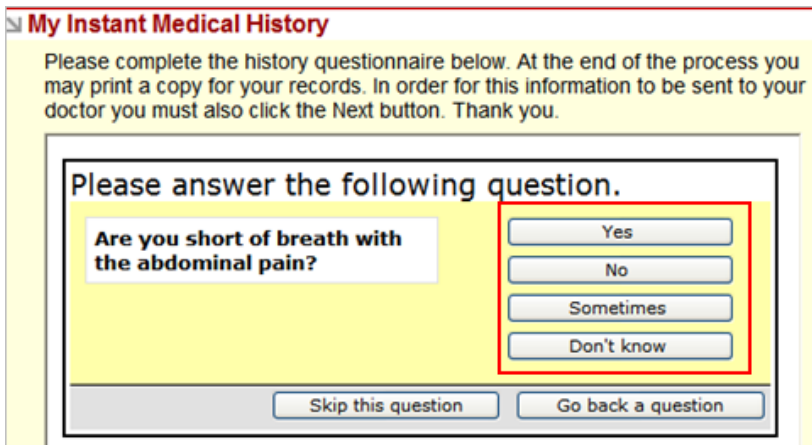 My Instant Medical History
Please complete the history questionnaire below. At the end of the process you
may print a copy for your records. In order for this information to be sent to your
doctor you must also click the Next button. Thank you.
Please answer the following question.
Are you short of breath with
the abdominal pain?
Yes
No
Sometimes
Don't know
Skip this question Go back a question